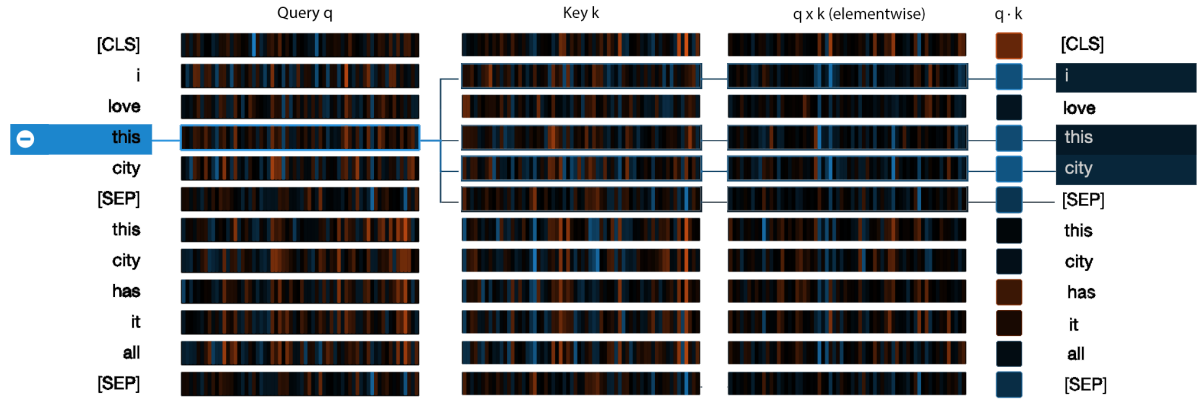 Query q Key k q x k (elementwise) q · k
[CLS] [CLS]
i i
love love
this this
city city
[SEP] [SEP]
this this
city city
has has
it it
all all
[SEP] [SEP]